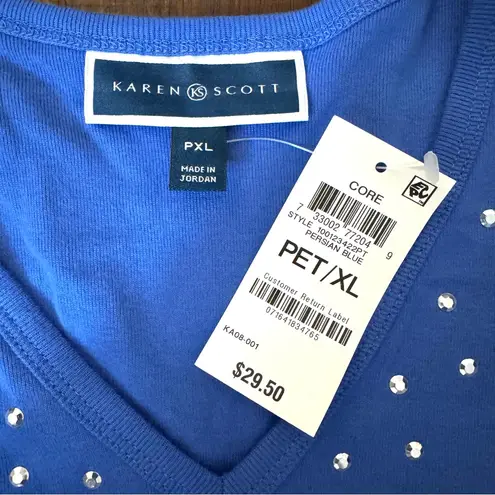 KAREN KS SCOTT
PXL
MADE IN
JORDAN
CORE
7 33002 77204 9
STYLE 100123422PT
PERSIAN BLUE
PET/XL
Customer Return Label
071641834765
KA08-001
$29.50